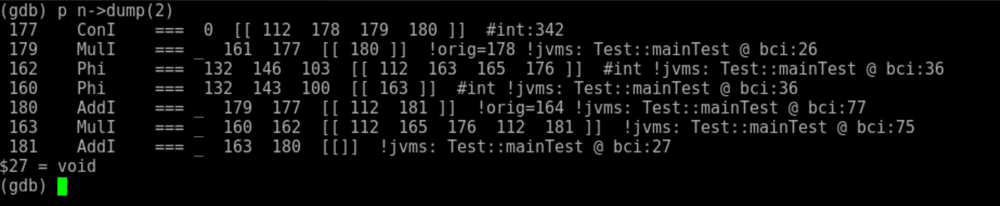 (gdb) p n->dump(2)
 177    ConI    ===  0  [[ 112  178  179  180 ]]  #int:342
 179    MulI    === _  161  177  [[ 180 ]]  !orig=178 !jvms: Test::mainTest @ bci:26
 162    Phi     ===  132  146  103  [[ 112  163  165  176 ]]  #int !jvms: Test::mainTest @ bci:36
 160    Phi     ===  132  143  100  [[ 163 ]]  #int !jvms: Test::mainTest @ bci:36
 180    AddI    === _  179  177  [[ 112  181 ]]  !orig=164 !jvms: Test::mainTest @ bci:77
 163    MulI    === _  160  162  [[ 112  165  176  112  181 ]]  !jvms: Test::mainTest @ bci:75
 181    AddI    === _  163  180  [[]]  !jvms: Test::mainTest @ bci:27
$27 = void
(gdb)